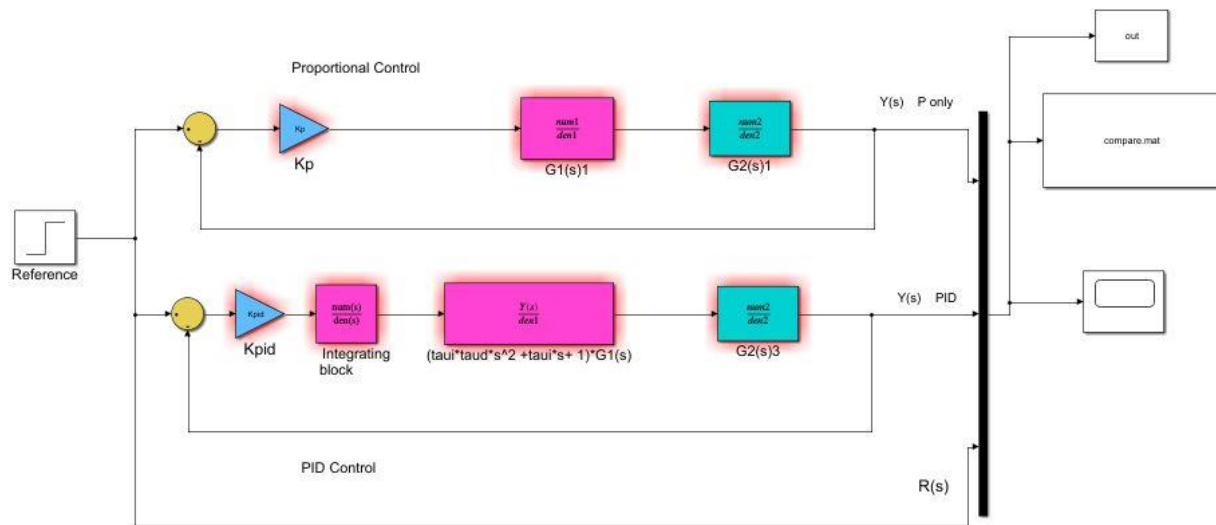 out
Proportional Control
Y(s) P only
Kp
num1
den1
num2
den2
compare.mat
Kp
G1(s)1
G2(s)1
Reference
Y(s) PID
Kpid
num(s)
den(s)
Y(s)
den1
num2
den2
Kpid
Integrating
block
(taui*taud*s^2 +taui*s+ 1)*G1(s)
G2(s)3
PID Control
R(s)